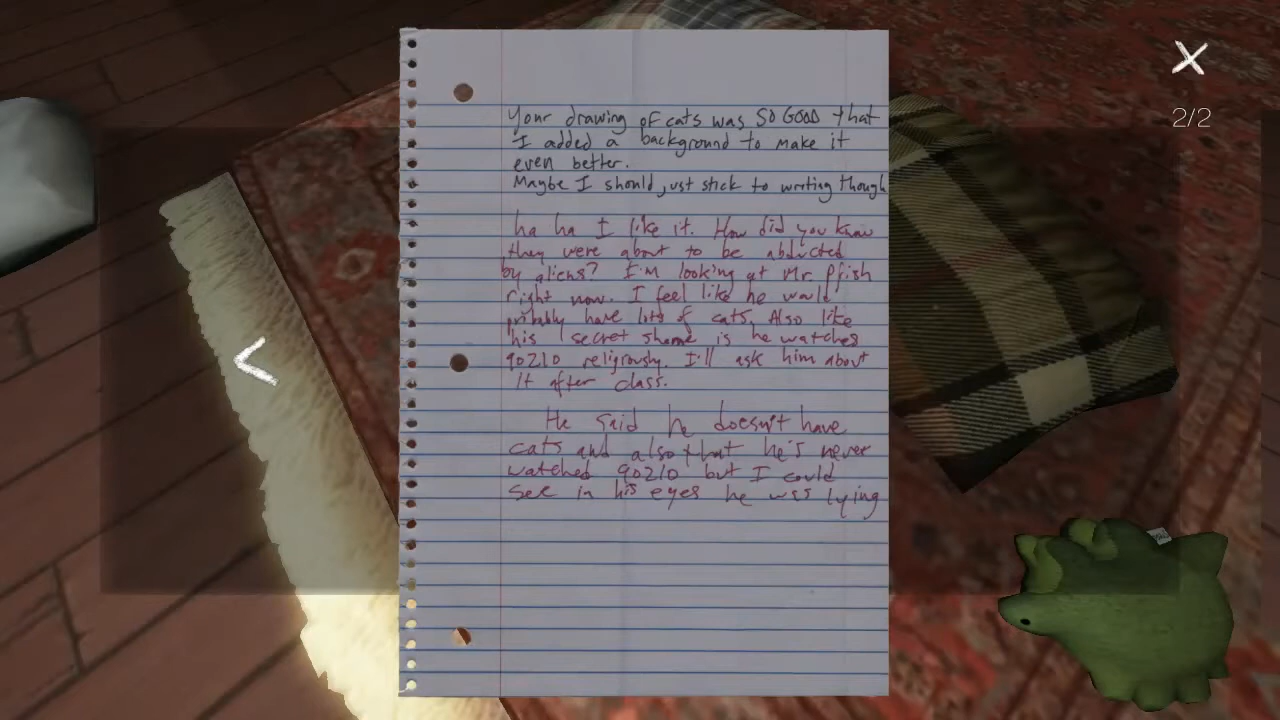 2/2
Your drawing of cats was SO GOOD that
I added a background to make it
even better.
Maybe I should just stick to writing though
ha ha I like it. How did you know
they were about to be abducted
by aliens? I'm looking at Mr. Pfish
right now. I feel like he would
probably have lots of cats. Also like
his secret shame is he watches
90210 religiously. I'll ask him about
it after class.
He said he doesn't have
cats and also that he's never
watched 90210 but I could
see in his eyes he was lying